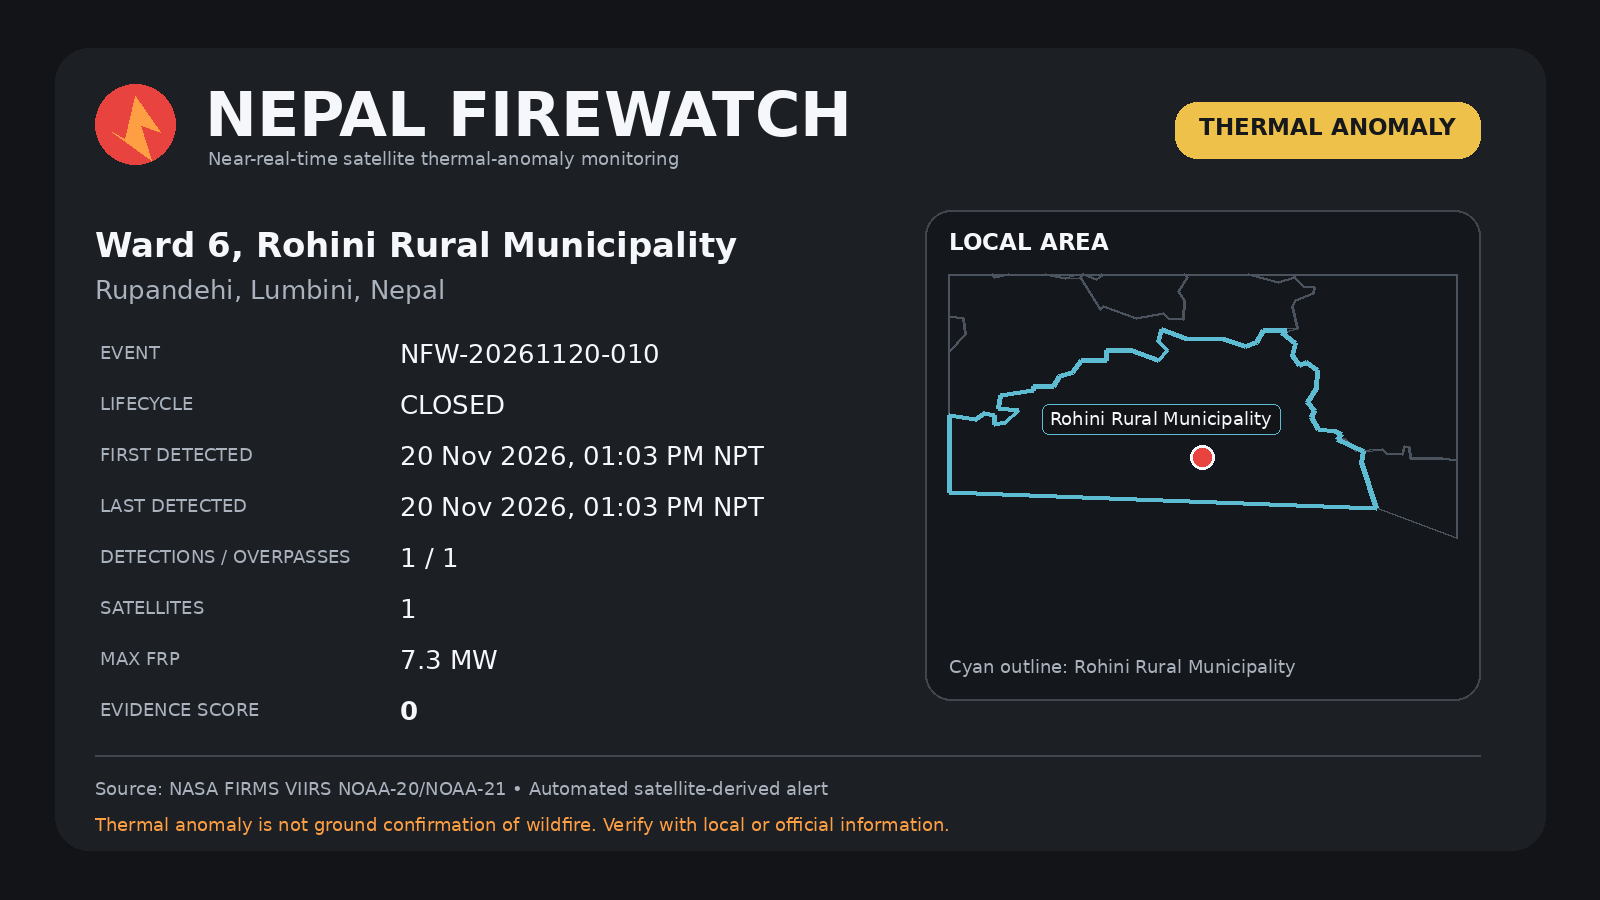 NEPAL FIREWATCH
Near-real-time satellite thermal-anomaly monitoring
THERMAL ANOMALY
Ward 6, Rohini Rural Municipality
Rupandehi, Lumbini, Nepal
EVENT NFW-20261120-010
LIFECYCLE CLOSED
FIRST DETECTED 20 Nov 2026, 01:03 PM NPT
LAST DETECTED 20 Nov 2026, 01:03 PM NPT
DETECTIONS / OVERPASSES 1 / 1
SATELLITES 1
MAX FRP 7.3 MW
EVIDENCE SCORE 0
LOCAL AREA
Rohini Rural Municipality
Cyan outline: Rohini Rural Municipality
Source: NASA FIRMS VIIRS NOAA-20/NOAA-21 • Automated satellite-derived alert
Thermal anomaly is not ground confirmation of wildfire. Verify with local or official information.